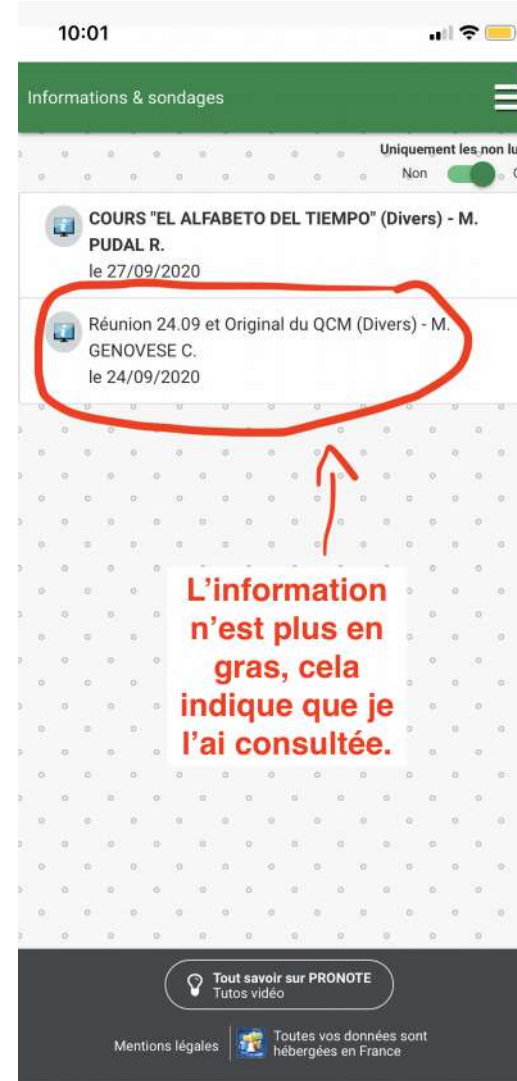 10:01
Informations & sondages
Uniquement les non lu
Non
COURS "EL ALFABETO DEL TIEMPO" (Divers) - M.
PUDAL R.
le 27/09/2020
Réunion 24.09 et Original du QCM (Divers) - M.
GENOVESE C.
le 24/09/2020
L’information
n’est plus en
gras, cela
indique que je
l’ai consultée.
Tout savoir sur PRONOTE
Tutos vidéo
Mentions légales
Toutes vos données sont
hébergées en France